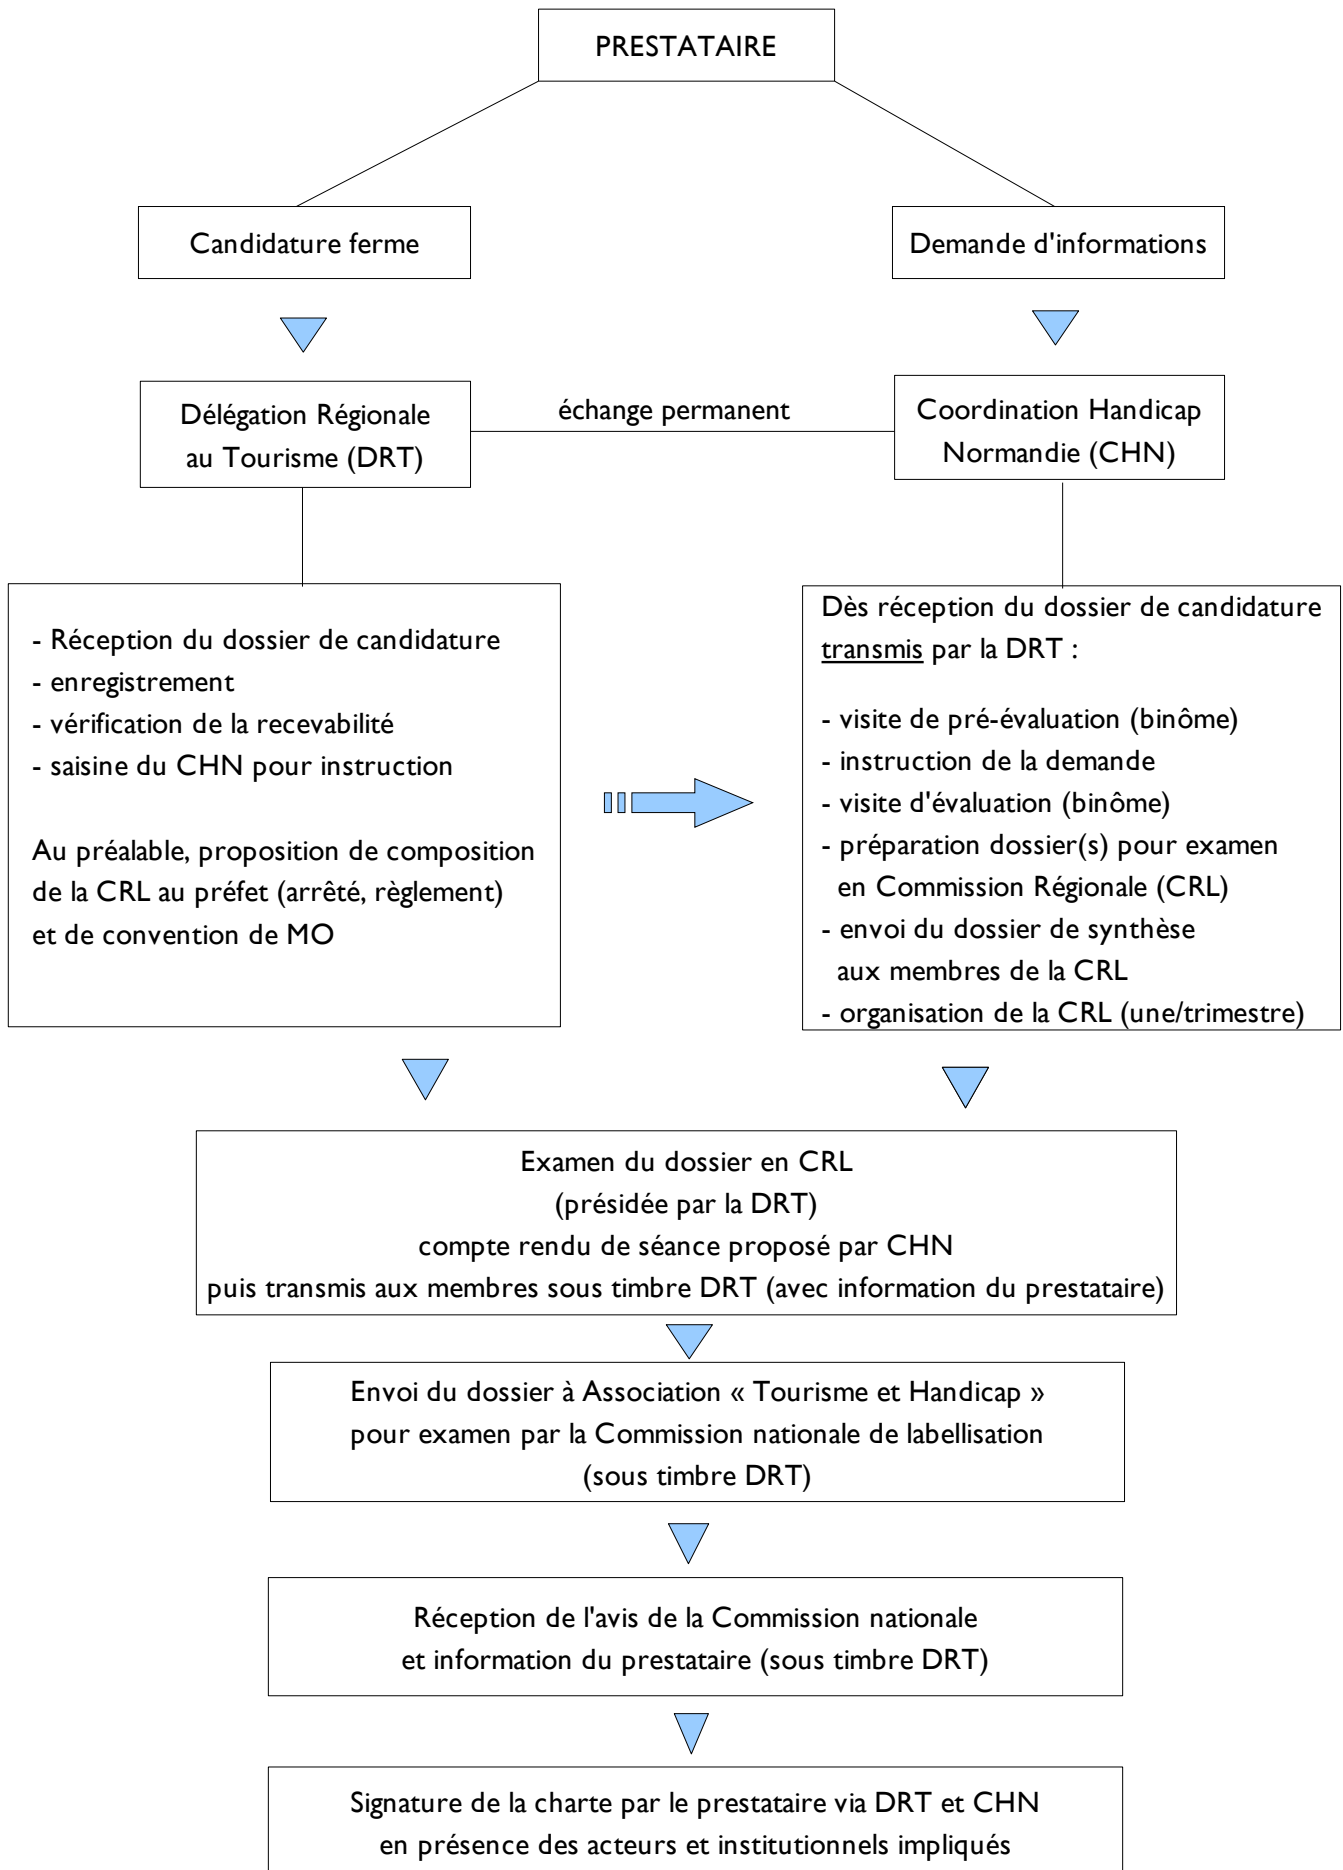 PRESTATAIRE
Candidature ferme
Demande d'informations
Délégation Régionale
au Tourisme (DRT)
échange permanent
Coordination Handicap
Normandie (CHN)
- Réception du dossier de candidature
- enregistrement
- vérification de la recevabilité
- saisine du CHN pour instruction
Au préalable, proposition de composition
de la CRL au préfet (arrêté, règlement)
et de convention de MO
Dès réception du dossier de candidature
transmis par la DRT :
- visite de pré-évaluation (binôme)
- instruction de la demande
- visite d'évaluation (binôme)
- préparation dossier(s) pour examen
en Commission Régionale (CRL)
- envoi du dossier de synthèse
aux membres de la CRL
- organisation de la CRL (une/trimestre)
Examen du dossier en CRL
(présidée par la DRT)
compte rendu de séance proposé par CHN
puis transmis aux membres sous timbre DRT (avec information du prestataire)
Envoi du dossier à Association « Tourisme et Handicap »
pour examen par la Commission nationale de labellisation
(sous timbre DRT)
Réception de l'avis de la Commission nationale
et information du prestataire (sous timbre DRT)
Signature de la charte par le prestataire via DRT et CHN
en présence des acteurs et institutionnels impliqués